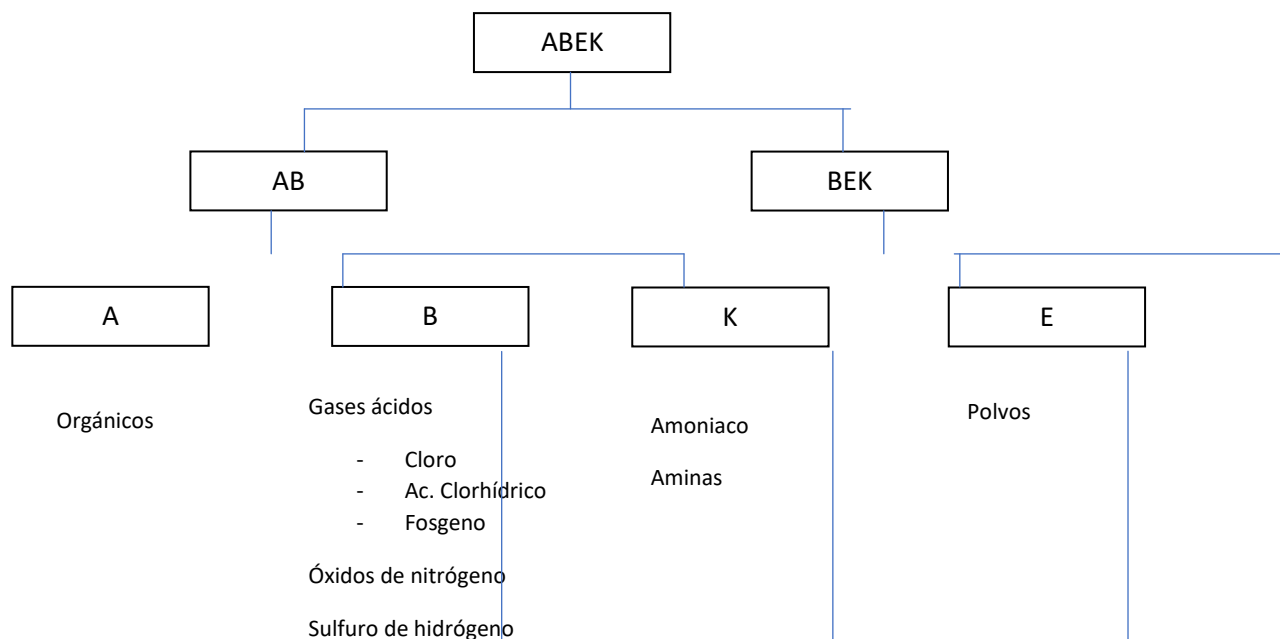 ABEK
AB
BEK
A
B
K
E
Orgánicos
Gases ácidos
- Cloro
- Ac. Clorhídrico
- Fosgeno
Óxidos de nitrógeno
Sulfuro de hidrógeno
Amoniaco
Aminas
Polvos